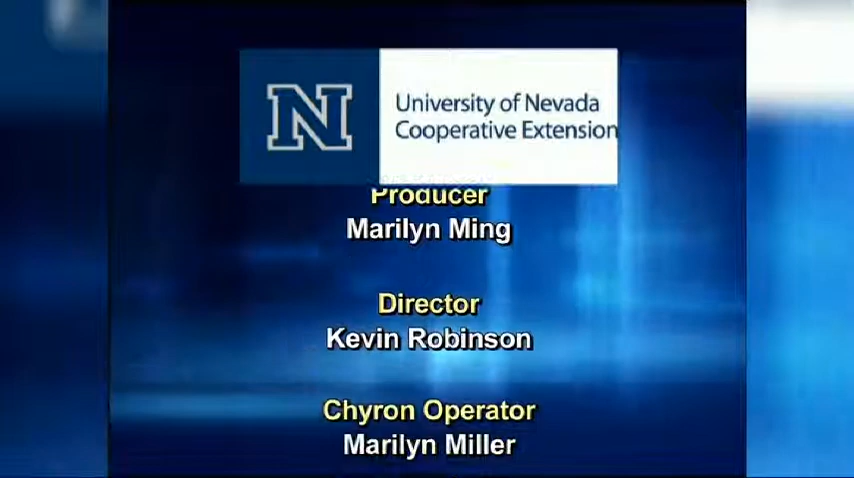 N
University of Nevada
Cooperative Extension
Producer
Marilyn Ming
Director
Kevin Robinson
Chyron Operator
Marilyn Miller